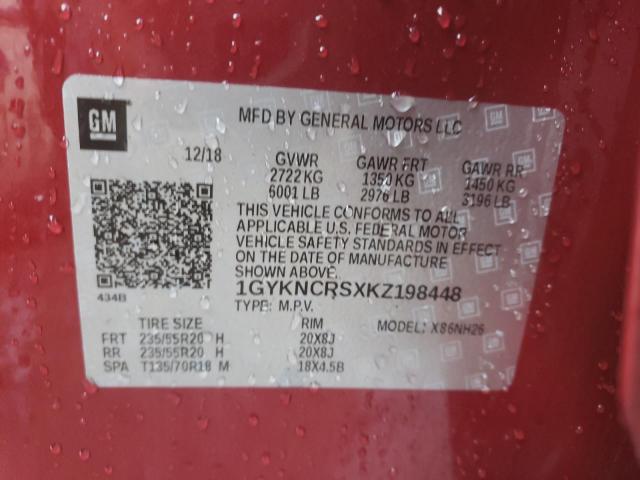 GM
MFD BY GENERAL MOTORS LLC
12/18 GVWR GAWR FRT GAWR RR
2722 KG 1350 KG 1450 KG
6001 LB 2976 LB 3196 LB
THIS VEHICLE CONFORMS TO ALL
APPLICABLE U.S. FEDERAL MOTOR
VEHICLE SAFETY STANDARDS IN EFFECT
ON THE DATE OF MANUFACTURE
SHOWN ABOVE.
434B
1GYKNCRSXKZ198448
TYPE: M.P.V.
TIRE SIZE RIM MODEL: X86NH26
FRT 235/55R20 H 20X8J
RR 235/55R20 H 20X8J
SPA T135/70R18 M 18X4.5B